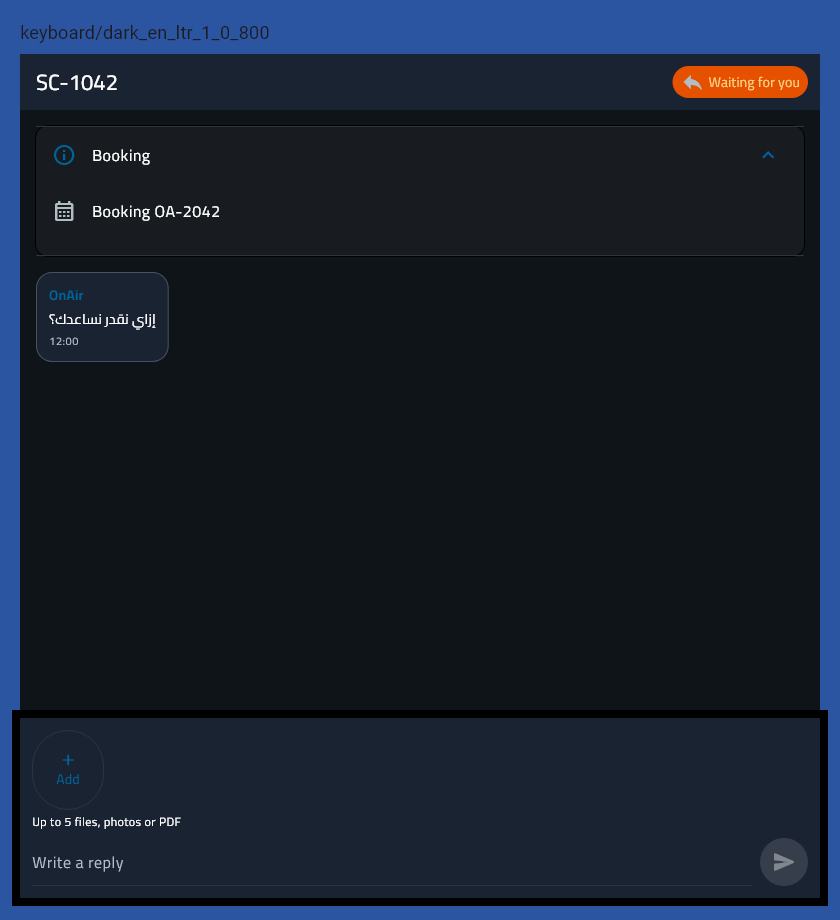 keyboard/dark_en_ltr_1_0_800
SC-1042
Waiting for you
Booking
Booking OA-2042
OnAir
إزاي نقدر نساعدك؟
12:00
Add
Up to 5 files, photos or PDF
Write a reply